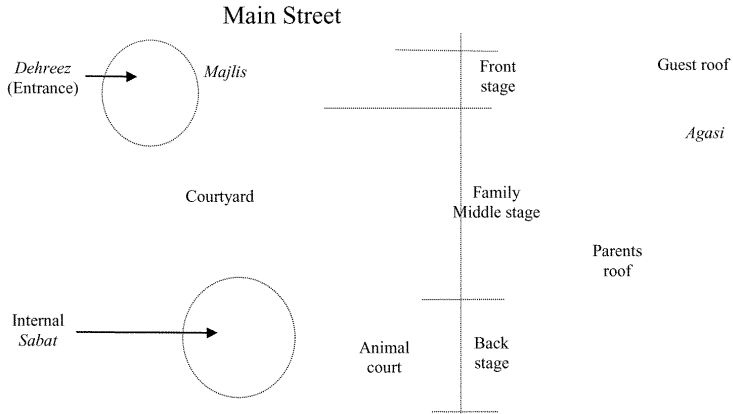 Main Street
Dehreez
(Entrance)
Majlis
Front
stage
Guest roof
Agasi
Courtyard
Family
Middle stage
Parents
roof
Internal
Sabat
Animal
court
Back
stage